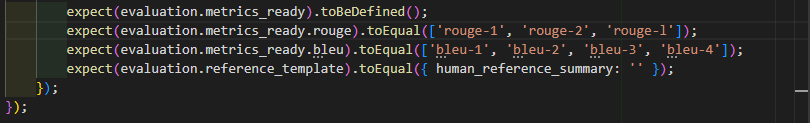 expect(evaluation.metrics_ready).toBeDefined();
expect(evaluation.metrics_ready.rouge).toEqual(['rouge-1', 'rouge-2', 'rouge-l']);
expect(evaluation.metrics_ready.bleu).toEqual(['bleu-1', 'bleu-2', 'bleu-3', 'bleu-4']);
expect(evaluation.reference_template).toEqual({ human_reference_summary: '' });
});
});